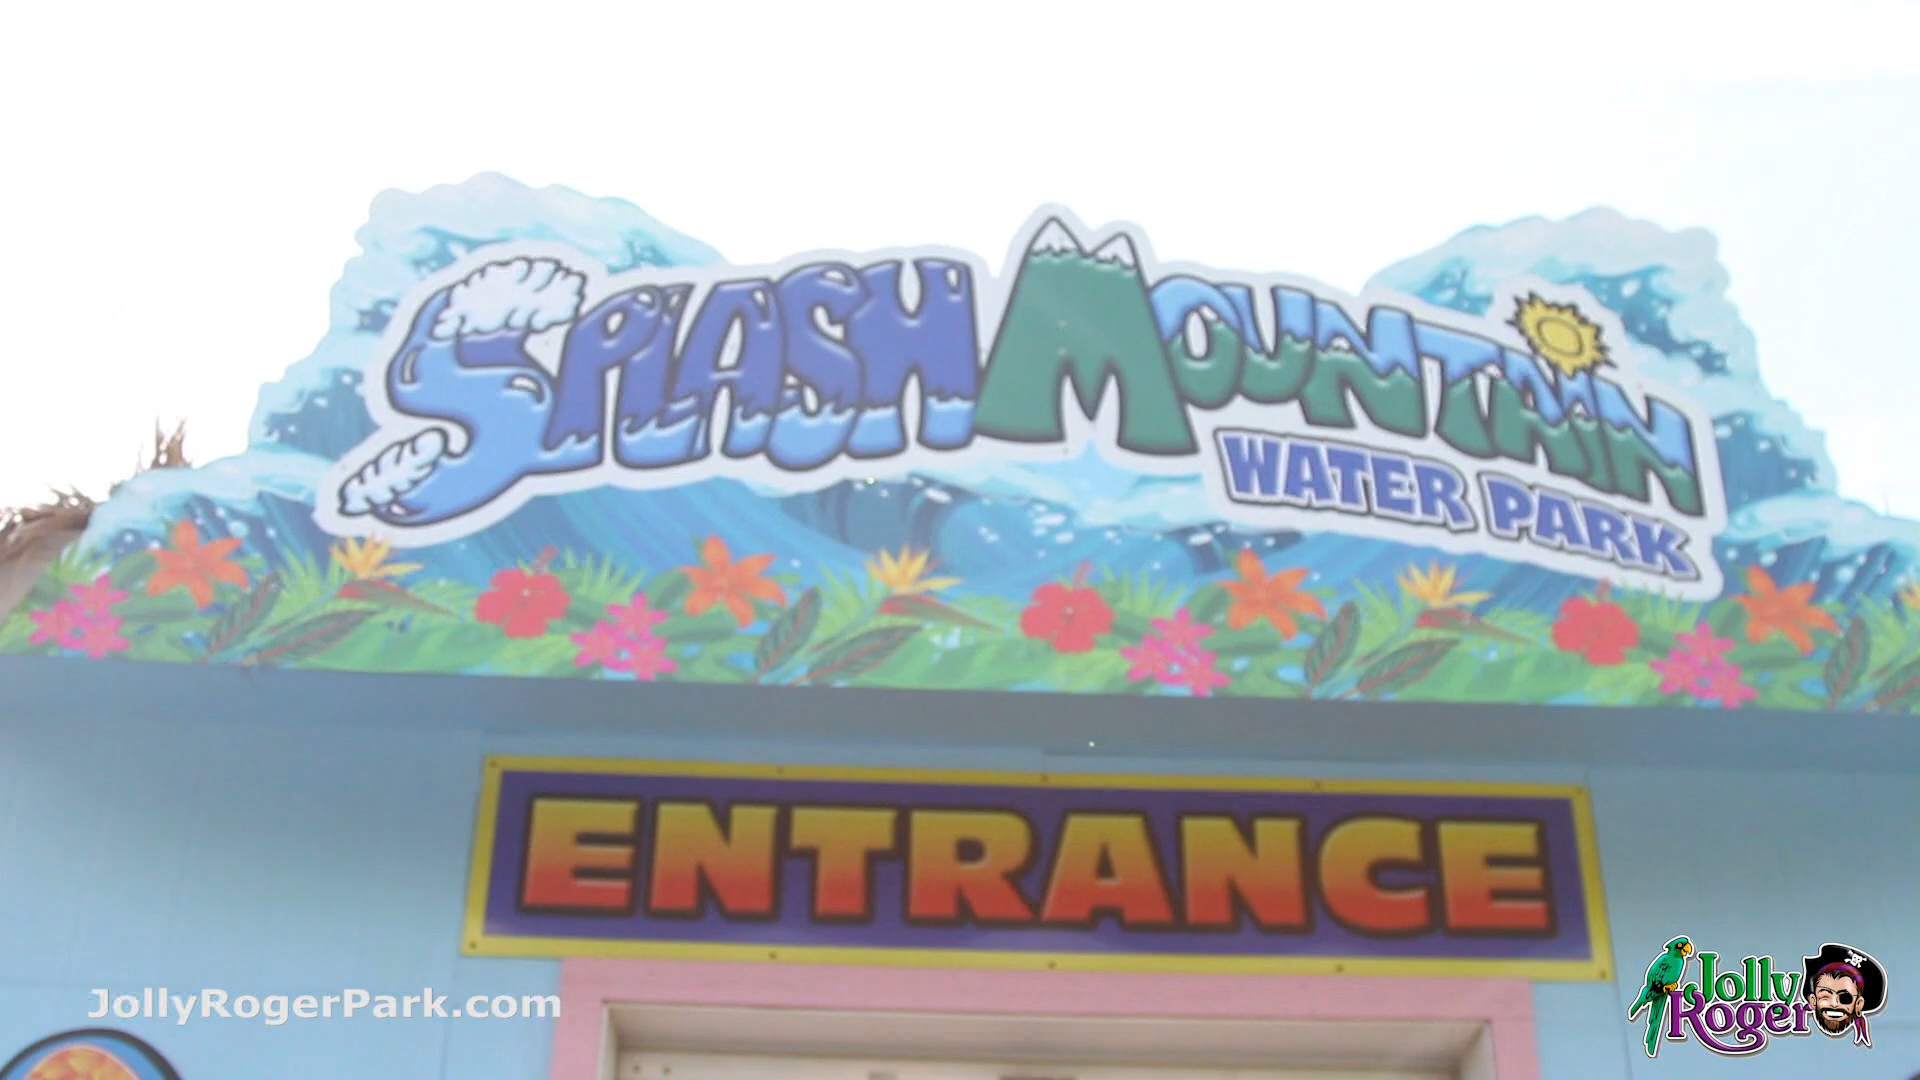 SPLASH MOUNTAIN
WATER PARK
ENTRANCE
JollyRogerPark.com
Jolly
Roger